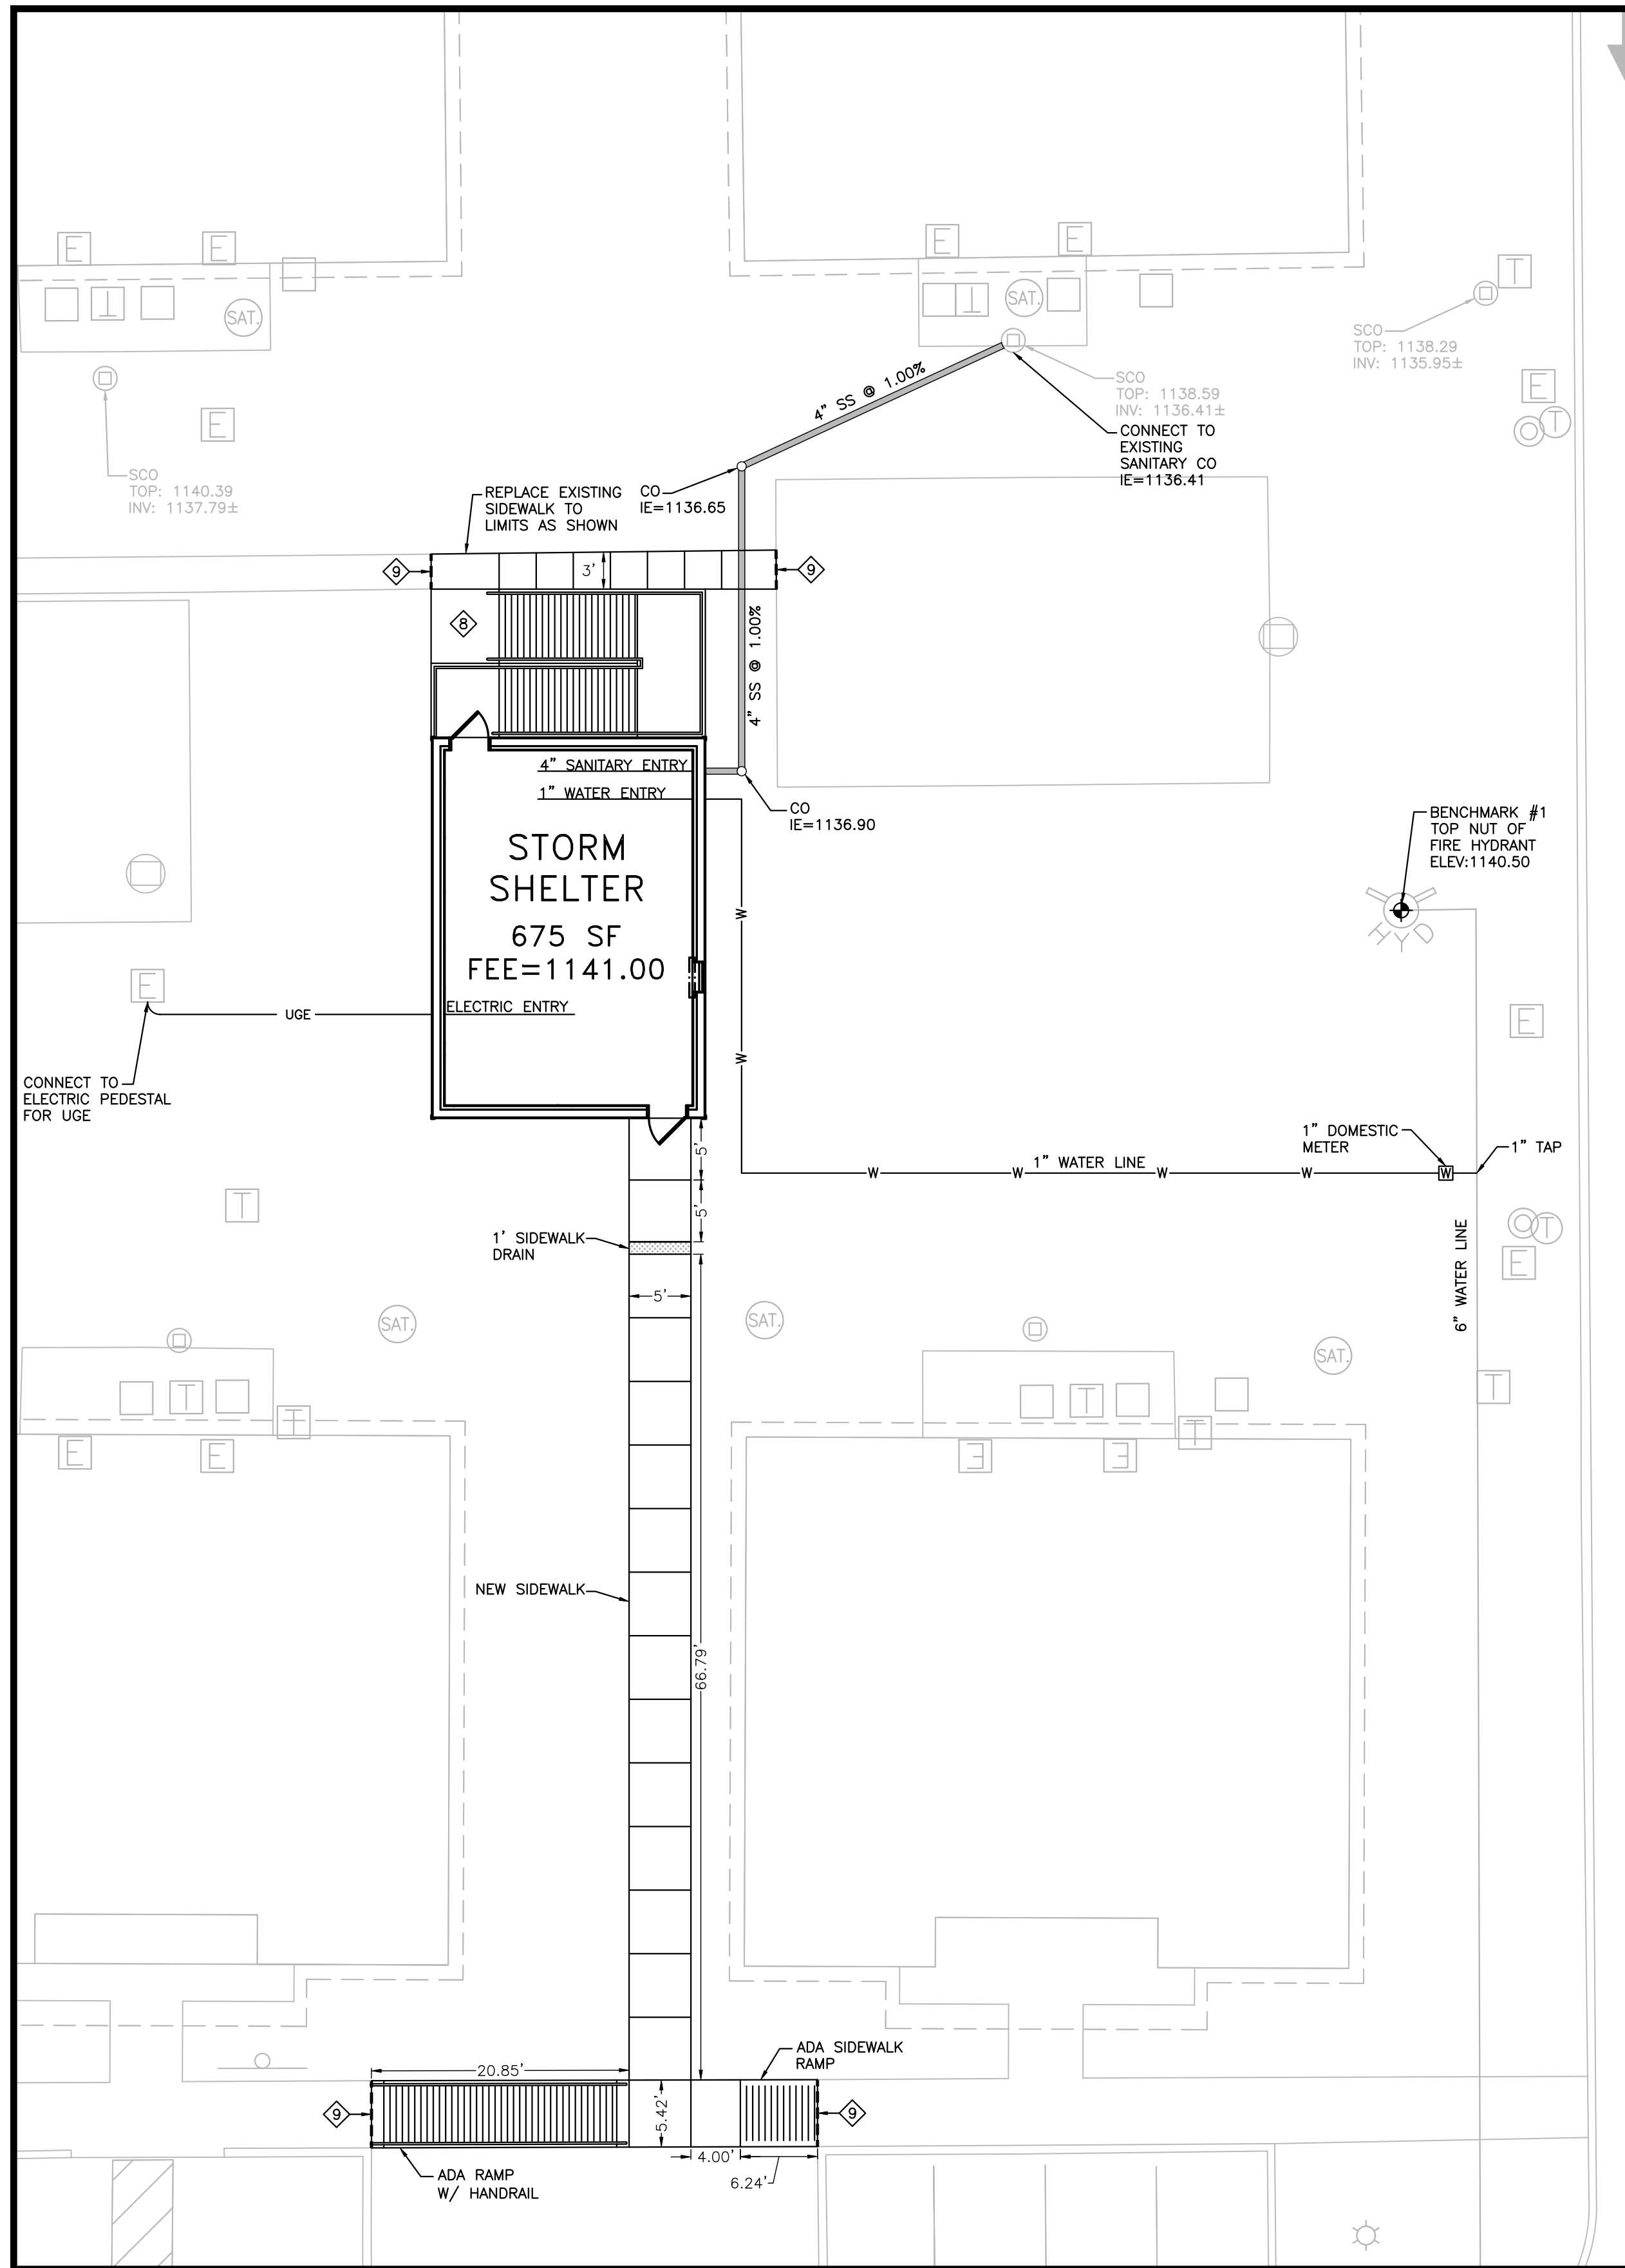 E
E
E
E
T
SAT.
T
SAT.
T
SCO
TOP: 1138.29
INV: 1135.95±
E
T
4" SS @ 1.00%
SCO
TOP: 1138.59
INV: 1136.41±
CONNECT TO
EXISTING
SANITARY CO
IE=1136.41
E
SCO
TOP: 1140.39
INV: 1137.79±
REPLACE EXISTING
SIDEWALK TO
LIMITS AS SHOWN
CO
IE=1136.65
9
3'
9
8
4" SS @ 1.00%
4" SANITARY ENTRY
1" WATER ENTRY
CO
IE=1136.90
STORM
SHELTER
675 SF
FEE=1141.00
ELECTRIC ENTRY
BENCHMARK #1
TOP NUT OF
FIRE HYDRANT
ELEV:1140.50
HYD
W
W
E
UGE
E
CONNECT TO
ELECTRIC PEDESTAL
FOR UGE
1" DOMESTIC
METER
1" TAP
5'
W
W
1" WATER LINE
W
W
W
T
5'
1' SIDEWALK
DRAIN
5'
6" WATER LINE
T
E
SAT.
SAT.
SAT.
T
T
T
T
T
E
E
E
E
NEW SIDEWALK
66.79'
ADA SIDEWALK
RAMP
20.85'
9
5.42'
9
4.00'
6.24'
ADA RAMP
W/ HANDRAIL